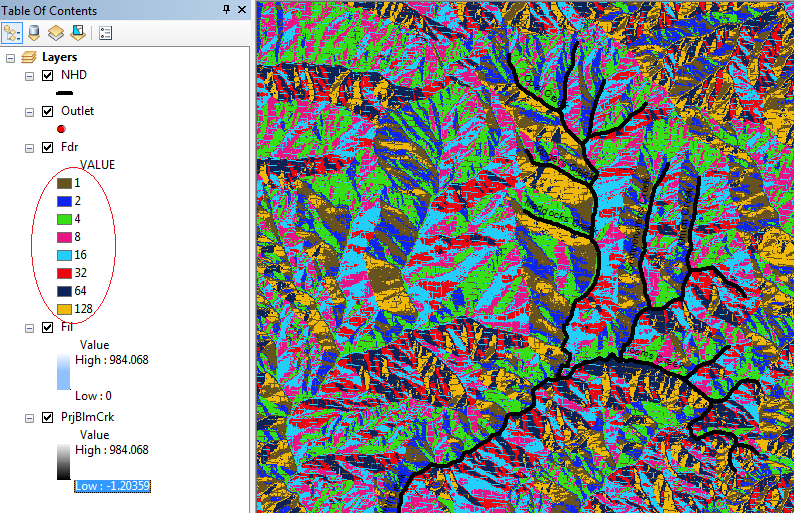 Table Of Contents
Layers
NHD
Outlet
Fdr
VALUE
1
2
4
8
16
32
64
128
Fil
Value
High : 984.068
Low : 0
PrjBlmCrk
Value
High : 984.068
Low : -1.20359